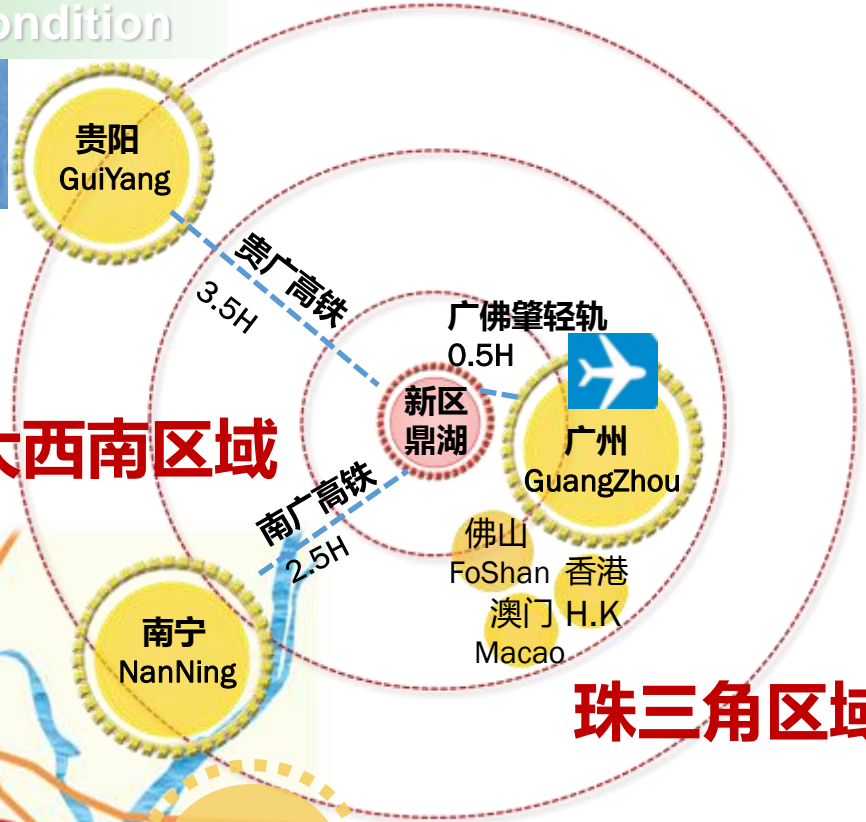 ondition
贵阳
GuiYang
贵广高铁
3.5H
广佛肇轻轨
0.5H
新区
鼎湖
广州
GuangZhou
大西南区域
南广高铁
2.5H
佛山
FoShan
香港
澳门 H.K
Macao
南宁
NanNing
珠三角区域